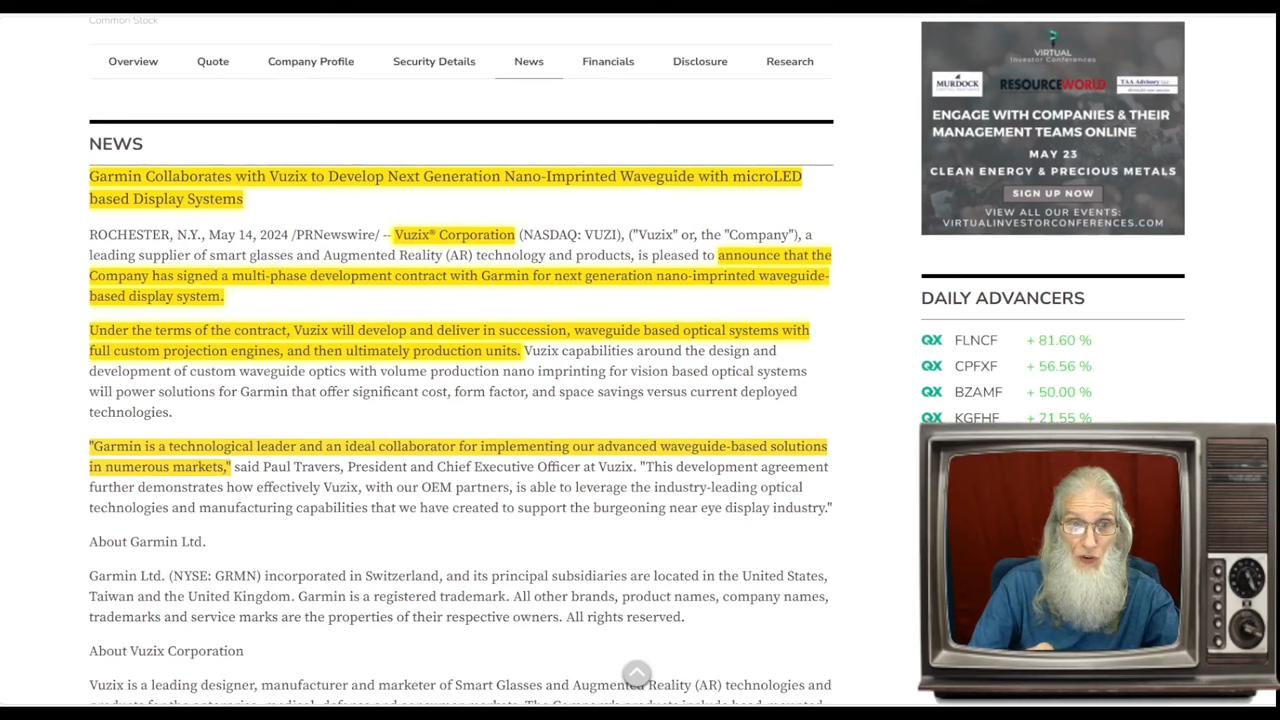 Common Stock
Overview Quote Company Profile Security Details News Financials Disclosure Research
NEWS
Garmin Collaborates with Vuzix to Develop Next Generation Nano-Imprinted Waveguide with microLED
based Display Systems
ROCHESTER, N.Y., May 14, 2024 /PRNewswire/ -- Vuzix® Corporation (NASDAQ: VUZI), ("Vuzix" or, the "Company"), a
leading supplier of smart glasses and Augmented Reality (AR) technology and products, is pleased to announce that the
Company has signed a multi-phase development contract with Garmin for next generation nano-imprinted waveguide-
based display system.
Under the terms of the contract, Vuzix will develop and deliver in succession, waveguide based optical systems with
full custom projection engines, and then ultimately production units. Vuzix capabilities around the design and
development of custom waveguide optics with volume production nano imprinting for vision based optical systems
will power solutions for Garmin that offer significant cost, form factor, and space savings versus current deployed
technologies.
"Garmin is a technological leader and an ideal collaborator for implementing our advanced waveguide-based solutions
in numerous markets," said Paul Travers, President and Chief Executive Officer at Vuzix. "This development agreement
further demonstrates how effectively Vuzix, with our OEM partners, is able to leverage the industry-leading optical
technologies and manufacturing capabilities that we have created to support the burgeoning near eye display industry."
About Garmin Ltd.
Garmin Ltd. (NYSE: GRMN) incorporated in Switzerland, and its principal subsidiaries are located in the United States,
Taiwan and the United Kingdom. Garmin is a registered trademark. All other brands, product names, company names,
trademarks and service marks are the properties of their respective owners. All rights reserved.
About Vuzix Corporation
Vuzix is a leading designer, manufacturer and marketer of Smart Glasses and Augmented Reality (AR) technologies and
VIRTUAL
Investor Conferences
MURDOCK
RESOURCEWORLD
TAA Advisory LLC
ENGAGE WITH COMPANIES & THEIR
MANAGEMENT TEAMS ONLINE
MAY 23
CLEAN ENERGY & PRECIOUS METALS
SIGN UP NOW
VIEW ALL OUR EVENTS:
VIRTUALINVESTORCONFERENCES.COM
DAILY ADVANCERS
QX FLNCF + 81.60 %
QX CPFXF + 56.56 %
QX BZAMF + 50.00 %
QX KGFHF + 21.55 %